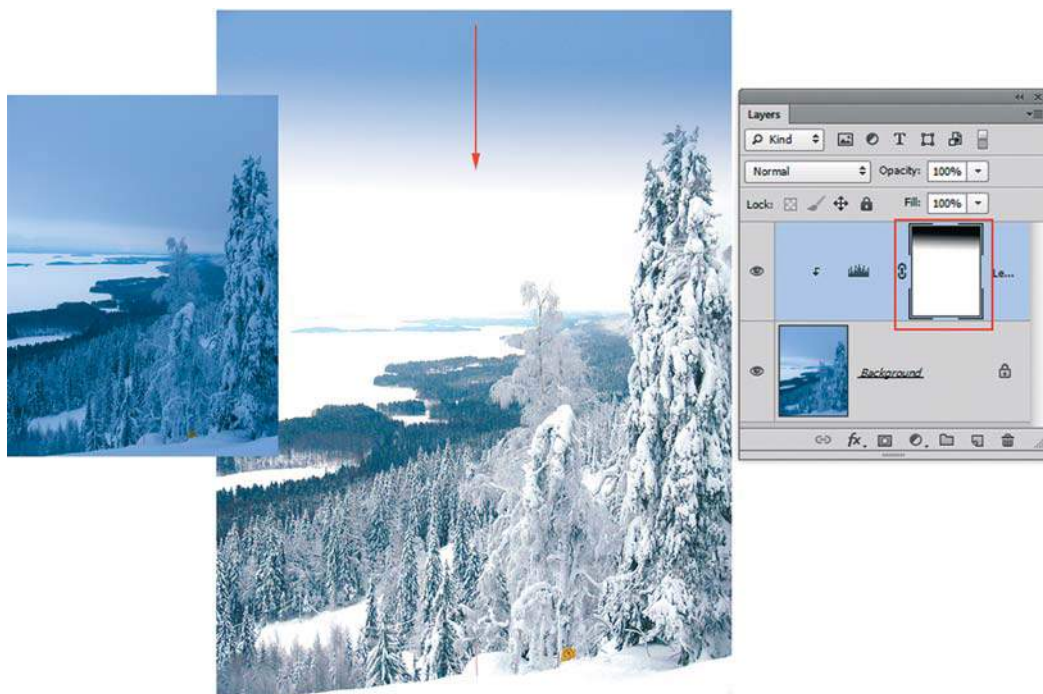 Layers
Kind T
Normal Opacity: 100%
Lock: Fill: 100%
Le...
Background
fx.